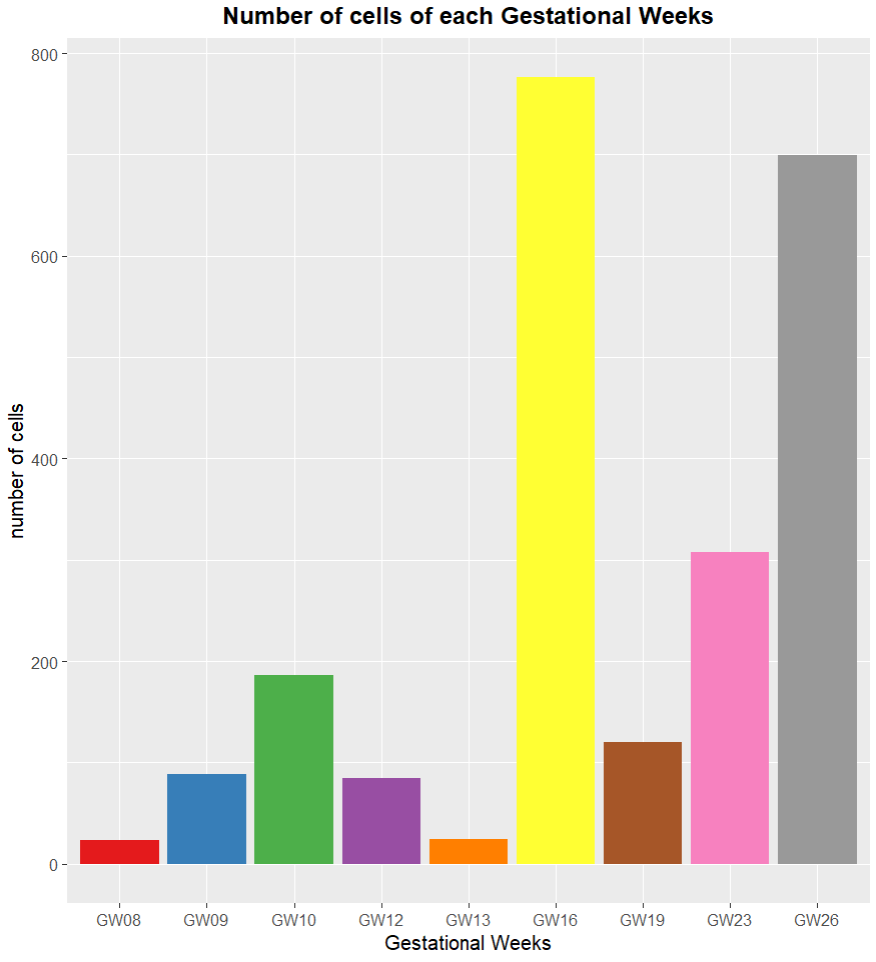 Number of cells of each Gestational Weeks
800
600
400
200
0
number of cells
GW08 GW09 GW10 GW12 GW13 GW16 GW19 GW23 GW26
Gestational Weeks